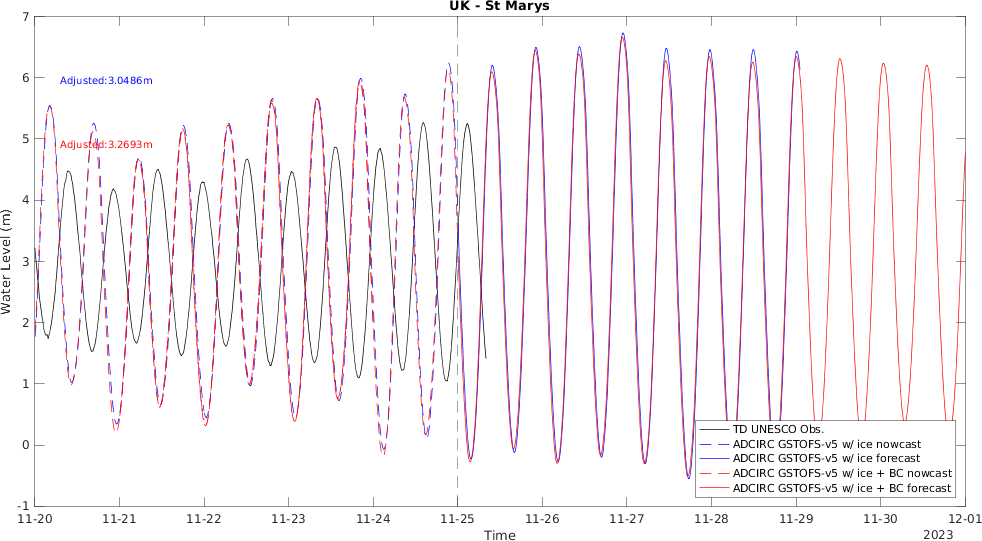 UK - St Marys
7
6
5
4
3
2
1
0
-1
Water Level (m)
Adjusted:3.0486m
Adjusted:3.2693m
TD UNESCO Obs.
ADCIRC GSTOFS-v5 w/ ice nowcast
ADCIRC GSTOFS-v5 w/ ice forecast
ADCIRC GSTOFS-v5 w/ ice + BC nowcast
ADCIRC GSTOFS-v5 w/ ice + BC forecast
11-20 11-21 11-22 11-23 11-24 11-25 11-26 11-27 11-28 11-29 11-30 12-01
Time
2023